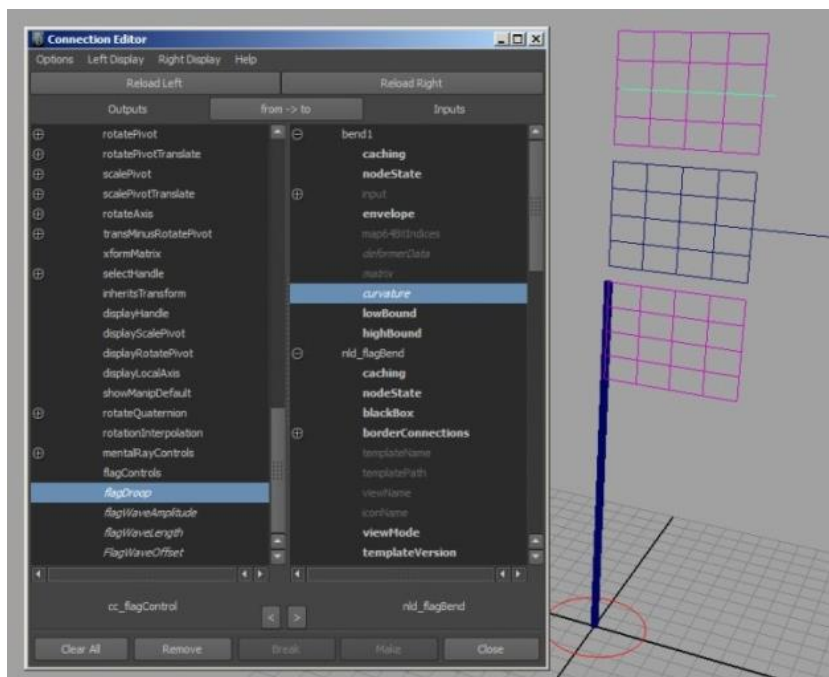 Connection Editor
Options Left Display Right Display Help
Reload Left Reload Right
Outputs from -> to Inputs
rotatePivot bend1
rotatePivotTranslate caching
scalePivot nodeState
scalePivotTranslate input
rotateAxis envelope
transMinusRotatePivot map64BitIndices
xformMatrix deformerData
selectHandle matrix
inheritsTransform curvature
displayHandle lowBound
displayScalePivot highBound
displayRotatePivot nld_flagBend
displayLocalAxis caching
showManipDefault nodeState
rotateQuaternion blackBox
rotationInterpolation borderConnections
mentalRayControls templateName
flagControls templatePath
flagDroop viewName
flagWaveAmplitude iconName
flagWaveLength viewMode
FlagWaveOffset templateVersion
cc_flagControl < > nld_flagBend
Clear All Remove Break Make Close